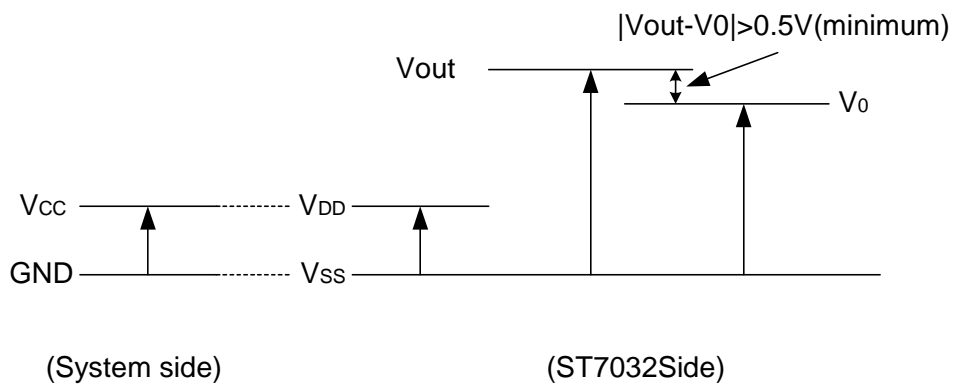 |Vout-V0|>0.5V(minimum)
Vout
V0
VCC
VDD
GND
VSS
(System side)
(ST7032Side)